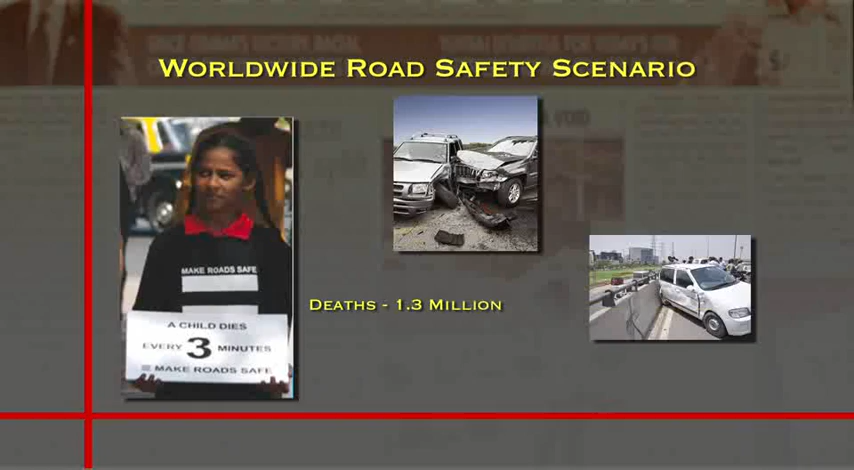 Worldwide Road Safety Scenario
MAKE ROADS SAFE
Deaths - 1.3 Million
A CHILD DIES
EVERY 3 MINUTES
MAKE ROADS SAFE